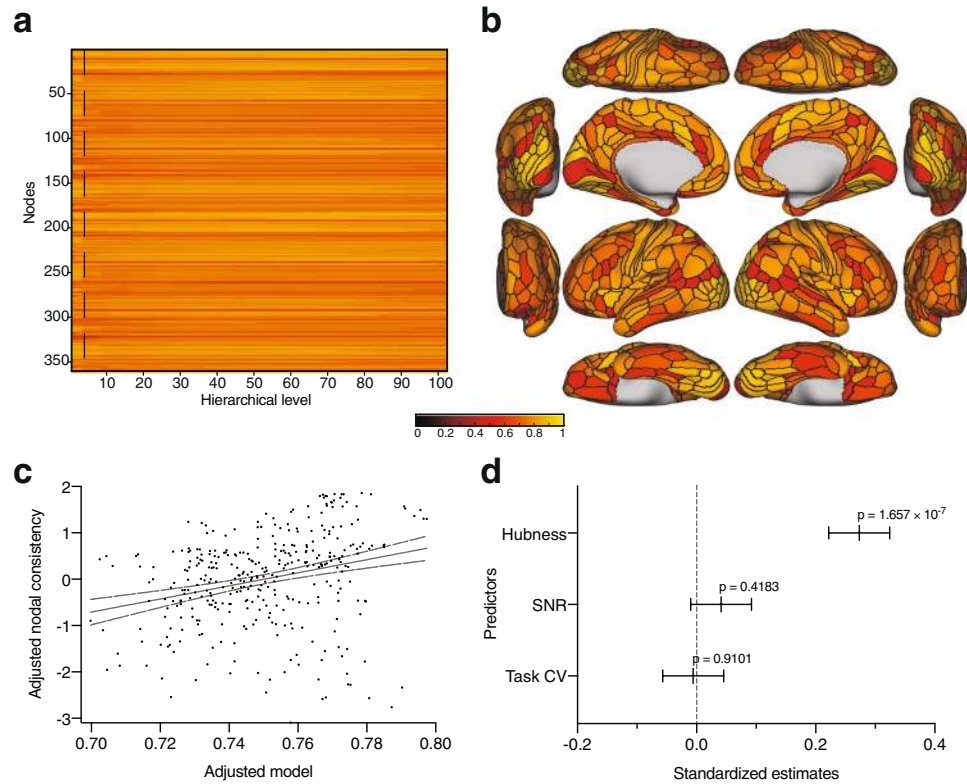 a
b
50
100
150
200
250
300
350
Nodes
10 20 30 40 50 60 70 80 90 100
Hierarchical level
0 0.2 0.4 0.6 0.8 1
c
d
2
1
0
-1
-2
-3
Adjusted nodal consistency
0.70 0.72 0.74 0.76 0.78 0.80
Adjusted model
Predictors
Hubness
SNR
Task CV
p = 1.657 × 10⁻⁷
p = 0.4183
p = 0.9101
-0.2 0.0 0.2 0.4
Standardized estimates